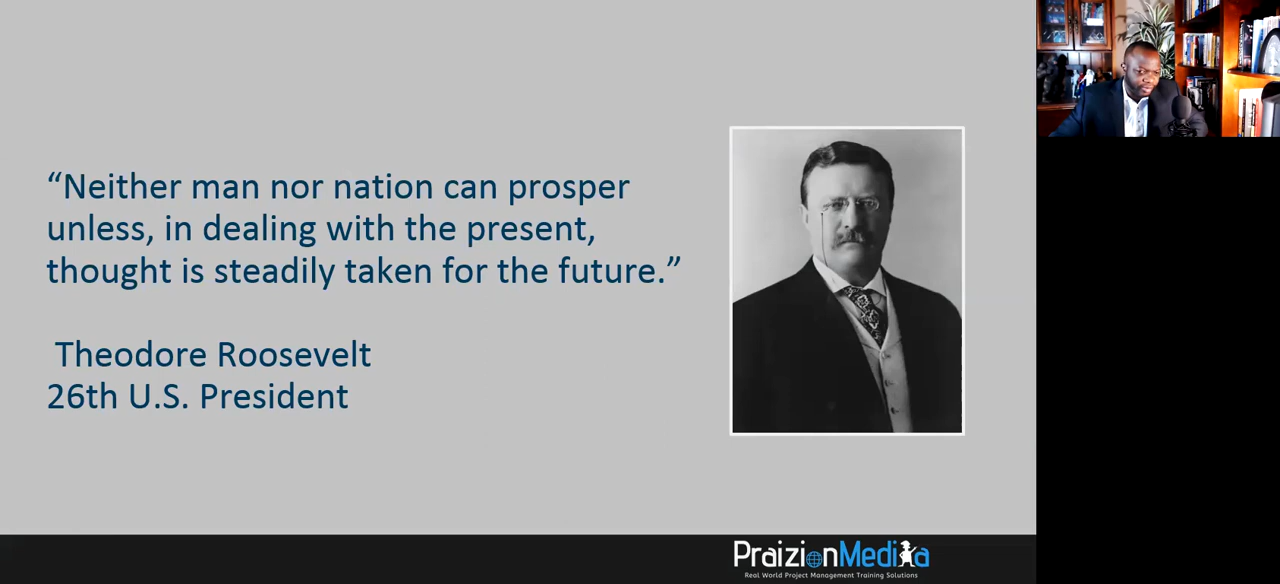 “Neither man nor nation can prosper
unless, in dealing with the present,
thought is steadily taken for the future.”
Theodore Roosevelt
26th U.S. President
PraizionMedia
Real World Project Management Training Solutions